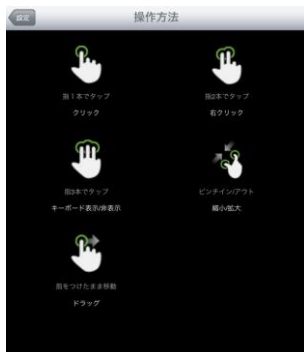 設定
操作方法
指1本でタップ
クリック
指2本でタップ
右クリック
指3本でタップ
キーボード表示/非表示
ピンチイン/アウト
縮小/拡大
指をつけたまま移動
ドラッグ